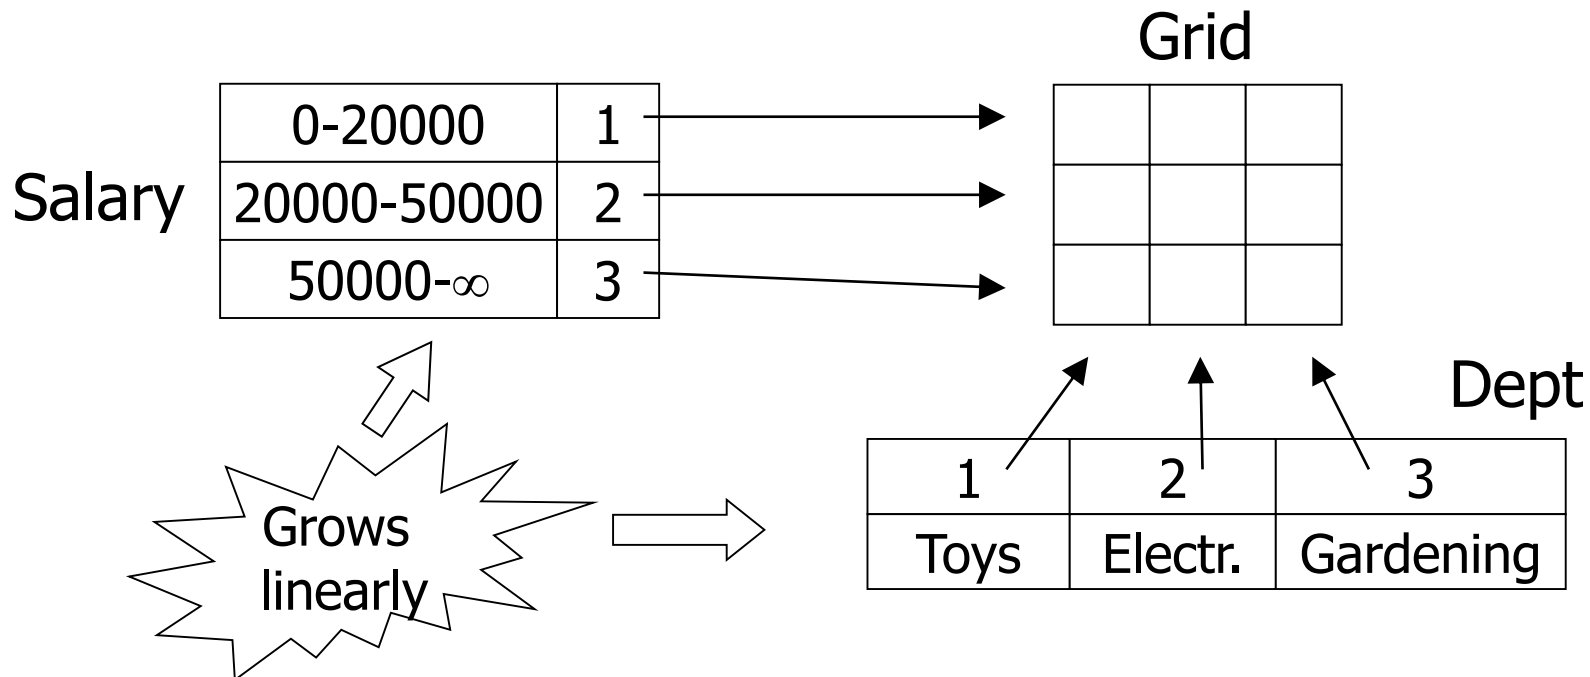 Grid
0-20000 1
Salary 20000-50000 2
50000-∞ 3
Dept
1 2 3
Toys Electr. Gardening
Grows
linearly